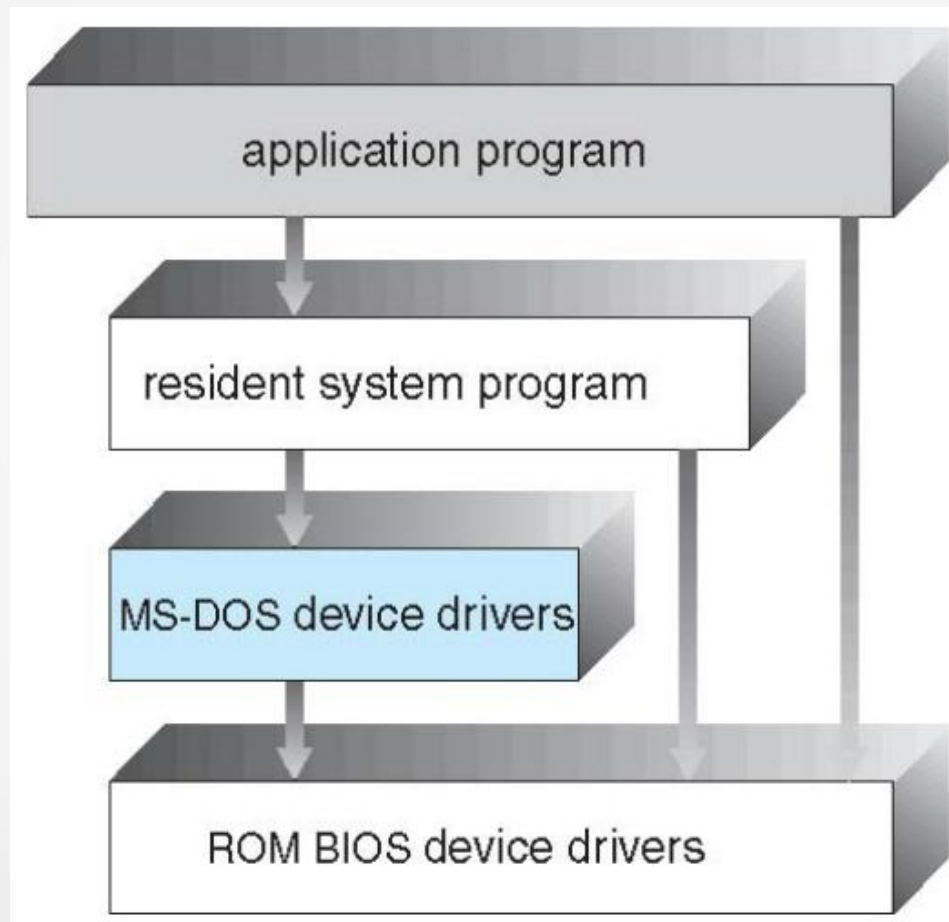 application program
resident system program
MS-DOS device drivers
ROM BIOS device drivers